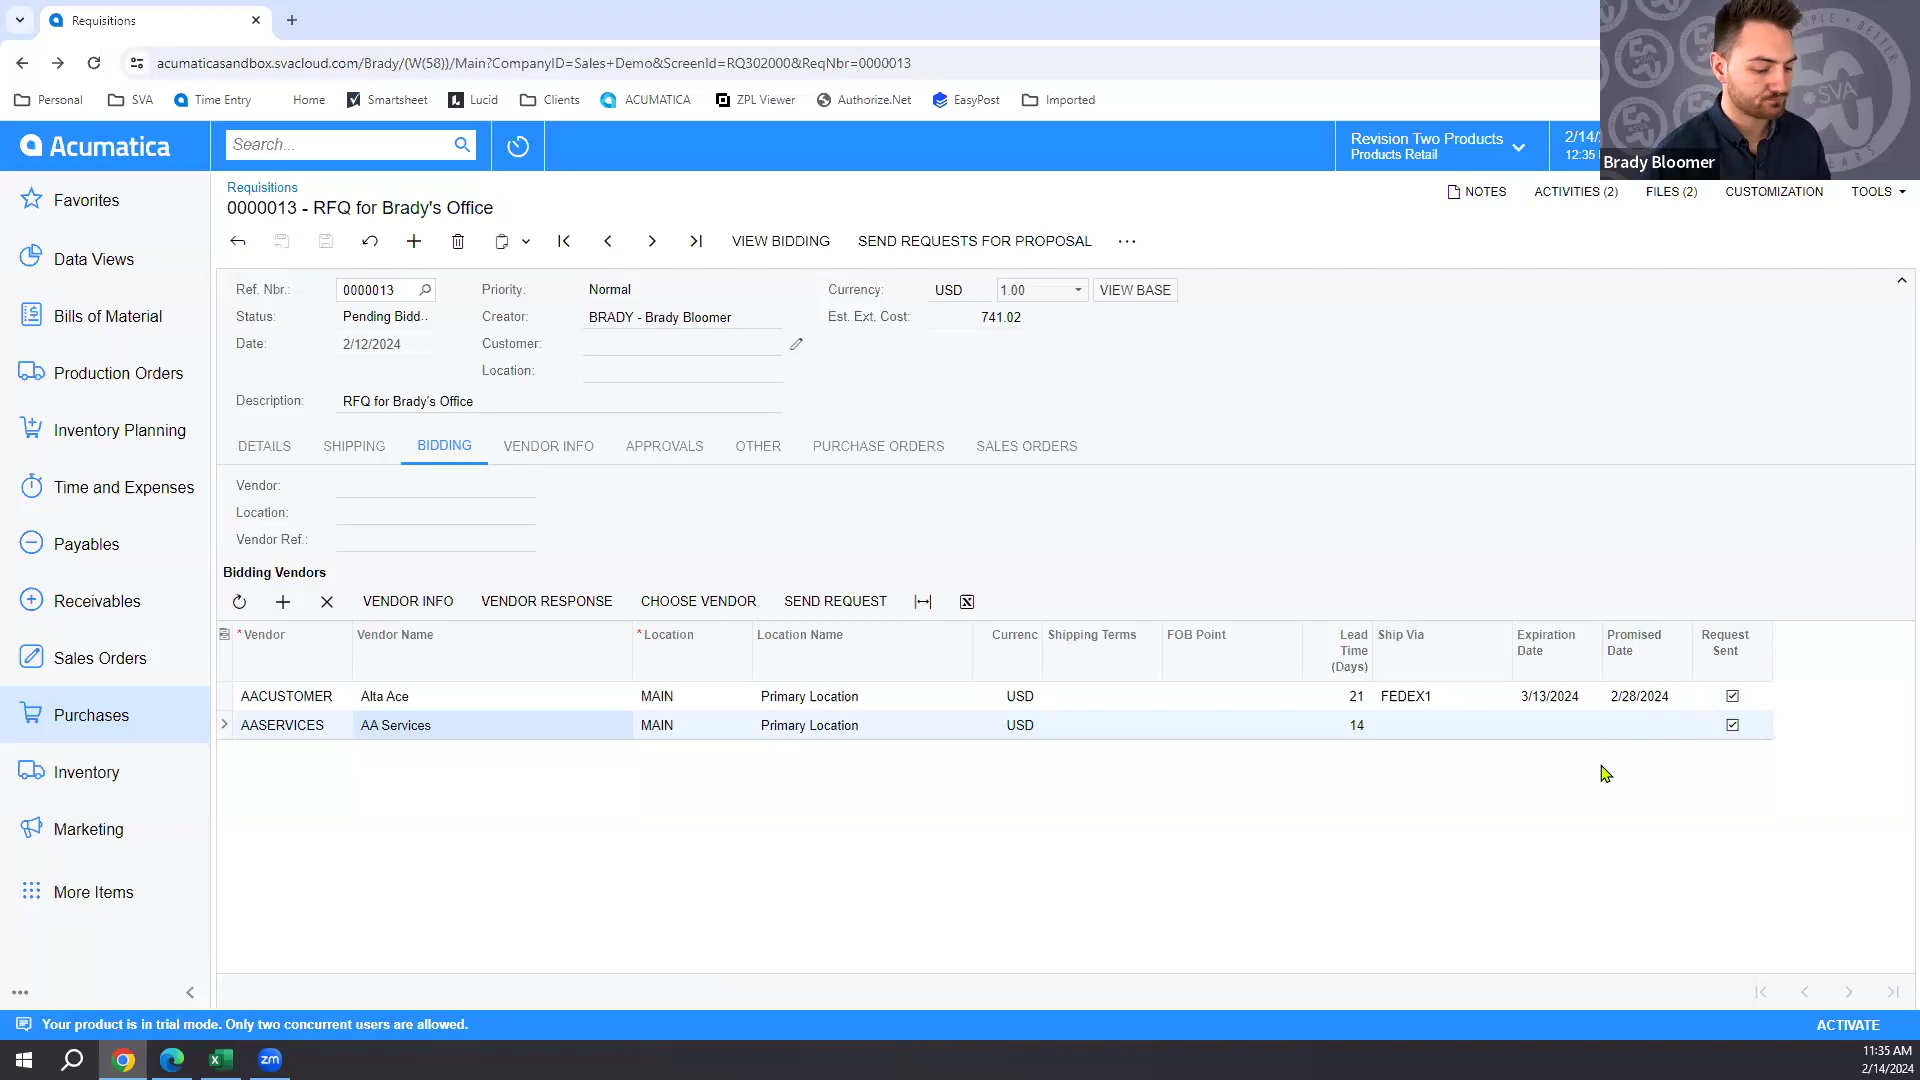 Requisitions
acumaticasandbox.svacloud.com/Brady/(W(58))/Main?CompanyID=Sales+Demo&ScreenId=RQ302000&ReqNbr=0000013
Personal SVA Time Entry Home Smartsheet Lucid Clients ACUMATICA ZPL Viewer Authorize.Net EasyPost Imported
Acumatica
Search...
Revision Two Products
Products Retail
2/14/
12:35
SVA
Brady Bloomer
Favorites
Data Views
Bills of Material
Production Orders
Inventory Planning
Time and Expenses
Payables
Receivables
Sales Orders
Purchases
Inventory
Marketing
More Items
Requisitions
0000013 - RFQ for Brady's Office
NOTES ACTIVITIES (2) FILES (2) CUSTOMIZATION TOOLS
VIEW BIDDING SEND REQUESTS FOR PROPOSAL
Ref. Nbr.: 0000013 Priority: Normal Currency: USD 1.00 VIEW BASE
Status: Pending Bidd.. Creator: BRADY - Brady Bloomer Est. Ext. Cost: 741.02
Date: 2/12/2024 Customer:
Location:
Description: RFQ for Brady's Office
DETAILS SHIPPING BIDDING VENDOR INFO APPROVALS OTHER PURCHASE ORDERS SALES ORDERS
Vendor:
Location:
Vendor Ref.:
Bidding Vendors
VENDOR INFO VENDOR RESPONSE CHOOSE VENDOR SEND REQUEST
* Vendor Vendor Name * Location Location Name Currenc Shipping Terms FOB Point Lead Time (Days) Ship Via Expiration Date Promised Date Request Sent
AACUSTOMER Alta Ace MAIN Primary Location USD 21 FEDEX1 3/13/2024 2/28/2024
AASERVICES AA Services MAIN Primary Location USD 14
Your product is in trial mode. Only two concurrent users are allowed. ACTIVATE
zm
11:35 AM
2/14/2024